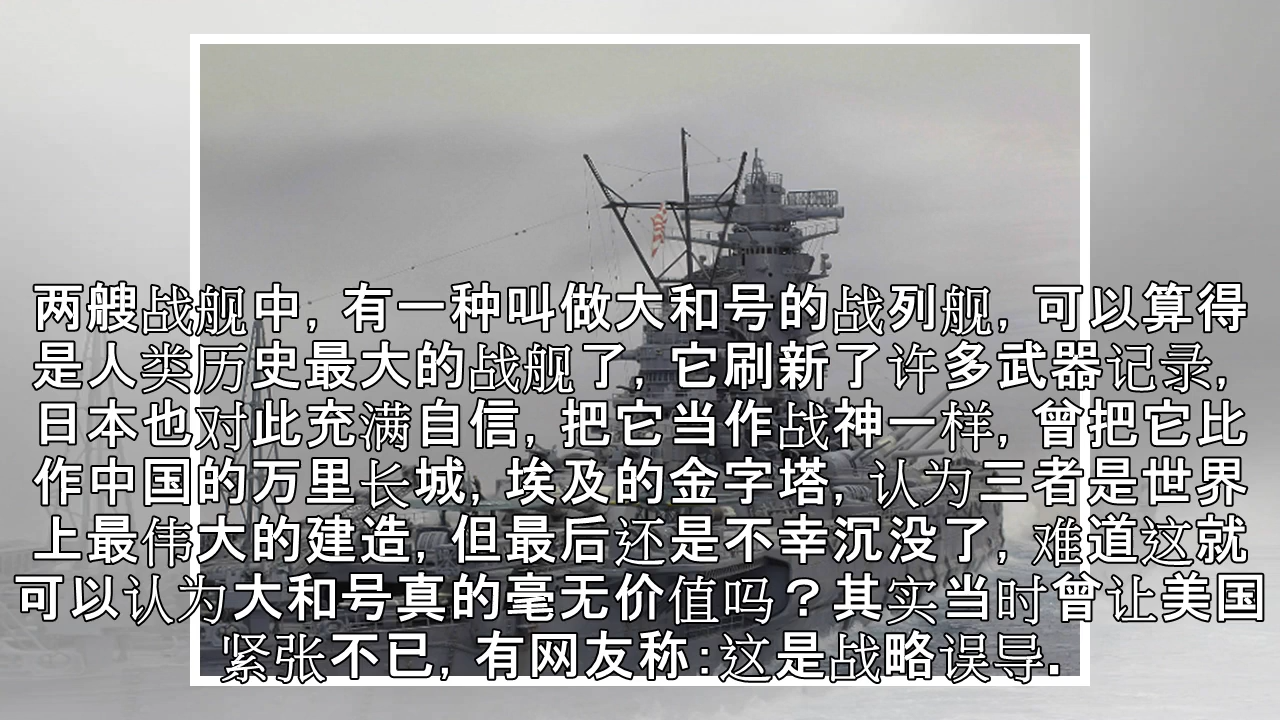 两艘战舰中, 有一种叫做大和号的战列舰, 可以算得
是人类历史最大的战舰了, 它刷新了许多武器记录,
日本也对此充满自信, 把它当作战神一样, 曾把它比
作中国的万里长城, 埃及的金字塔, 认为三者是世界
上最伟大的建造, 但最后还是不幸沉没了, 难道这就
可以认为大和号真的毫无价值吗？其实当时曾让美国
紧张不已, 有网友称:这是战略误导.